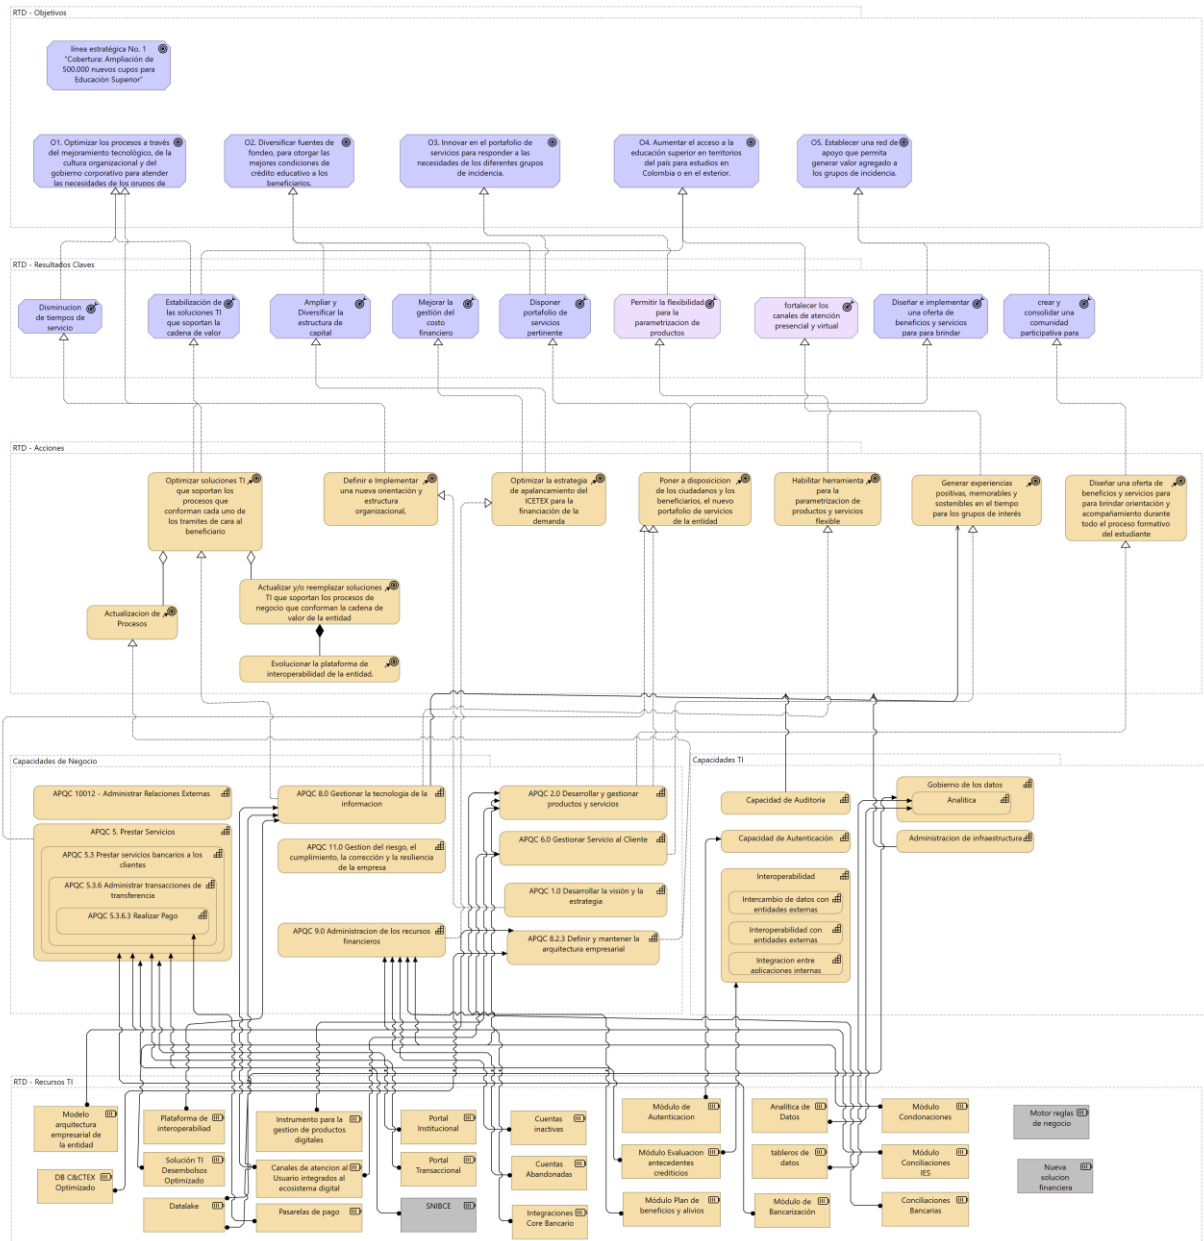 RTD - Objetivos
línea estratégica No. 1
"Cobertura: Ampliación de
500.000 nuevos cupos para
Educación Superior"
O1. Optimizar los procesos a través
del mejoramiento tecnológico, de la
cultura organizacional y del
gobierno corporativo para atender
las necesidades de los grupos de
O2. Diversificar fuentes de
fondeo, para otorgar las
mejores condiciones de
crédito educativo a los
beneficiarios.
O3. Innovar en el portafolio de
servicios para responder a las
necesidades de los diferentes grupos
de incidencia.
O4. Aumentar el acceso a la
educación superior en territorios
del país para estudios en
Colombia o en el exterior.
O5. Establecer una red de
apoyo que permita
generar valor agregado a
los grupos de incidencia.
RTD - Resultados Claves
Disminucion
de tiempos de
servicio
Estabilización de
las soluciones TI
que soportan la
cadena de valor
Ampliar y
Diversificar la
estructura de
capital
Mejorar la
gestión del
costo
financiero
Disponer
portafolio de
servicios
pertinente
Permitir la flexibilidad
para la
parametrizacion de
productos
fortalecer los
canales de atención
presencial y virtual
Diseñar e implementar
una oferta de
beneficios y servicios
para para brindar
crear y
consolidar una
comunidad
participativa para
RTD - Acciones
Optimizar soluciones TI
que soportan los
procesos que
conforman cada uno de
los tramites de cara al
beneficiario
Definir e Implementar
una nueva orientación y
estructura
organizacional,
Optimizar la estrategia
de apalancamiento del
ICETEX para la
financiación de la
demanda
Poner a disposicion
de los ciudadanos y los
beneficiarios, el nuevo
portafolio de servicios
de la entidad
Habilitar herramienta
para la
parametrizacion de
productos y servicios
flexible
Generar experiencias
positivas, memorables y
sostenibles en el tiempo
para los grupos de interés
Diseñar una oferta de
beneficios y servicios para
para brindar orientación y
acompañamiento durante
todo el proceso formativo
del estudiante
Actualizacion de
Procesos
Actualizar y/o reemplazar soluciones
TI que soportan los procesos de
negocio que conforman la cadena de
valor de la entidad
Evolucionar la plataforma de
interoperabilidad de la entidad.
Capacidades de Negocio
APQC 10012 - Administrar Relaciones Externas
APQC 5. Prestar Servicios
APQC 5.3 Prestar servicios bancarios a los
clientes
APQC 5.3.6 Administrar transacciones de
transferencia
APQC 5.3.6.3 Realizar Pago
APQC 8.0 Gestionar la tecnologia de la
informacion
APQC 11.0 Gestion del riesgo, el
cumplimiento, la corrección y la resiliencia
de la empresa
APQC 9.0 Administracion de los recursos
financieros
APQC 2.0 Desarrollar y gestionar
productos y servicios
APQC 6.0 Gestionar Servicio al Cliente
APQC 1.0 Desarrollar la visión y la
estrategia
APQC 8.2.3 Definir y mantener la
arquitectura empresarial
Capacidades TI
Capacidad de Auditoria
Capacidad de Autenticación
Interoperabilidad
Intercambio de datos con
entidades externas
Interoperabilidad con
entidades externas
Integracion entre
aplicaciones internas
Gobierno de los datos
Analitica
Administracion de infraestructura
RTD - Recursos TI
Modelo
arquitectura
empresarial de
la entidad
DB C&CTEX
Optimizado
Plataforma de
interoperabiliad
Solución TI
Desembolsos
Optimizado
Datalake
Instrumento para la
gestion de productos
digitales
Canales de atencion al
Usuario integrados al
ecosistema digital
Pasarelas de pago
Portal
Institucional
Portal
Transaccional
SNIBCE
Cuentas
inactivas
Cuentas
Abandonadas
Integraciones
Core Bancario
Módulo de
Autenticacion
Módulo Evaluacion
antecedentes
crediticios
Módulo Plan de
beneficios y alivios
Analítica de
Datos
tableros de
datos
Módulo de
Bancarización
Módulo
Condonaciones
Módulo
Conciliaciones
IES
Conciliaciones
Bancarias
Motor reglas
de negocio
Nueva
solucion
financiera